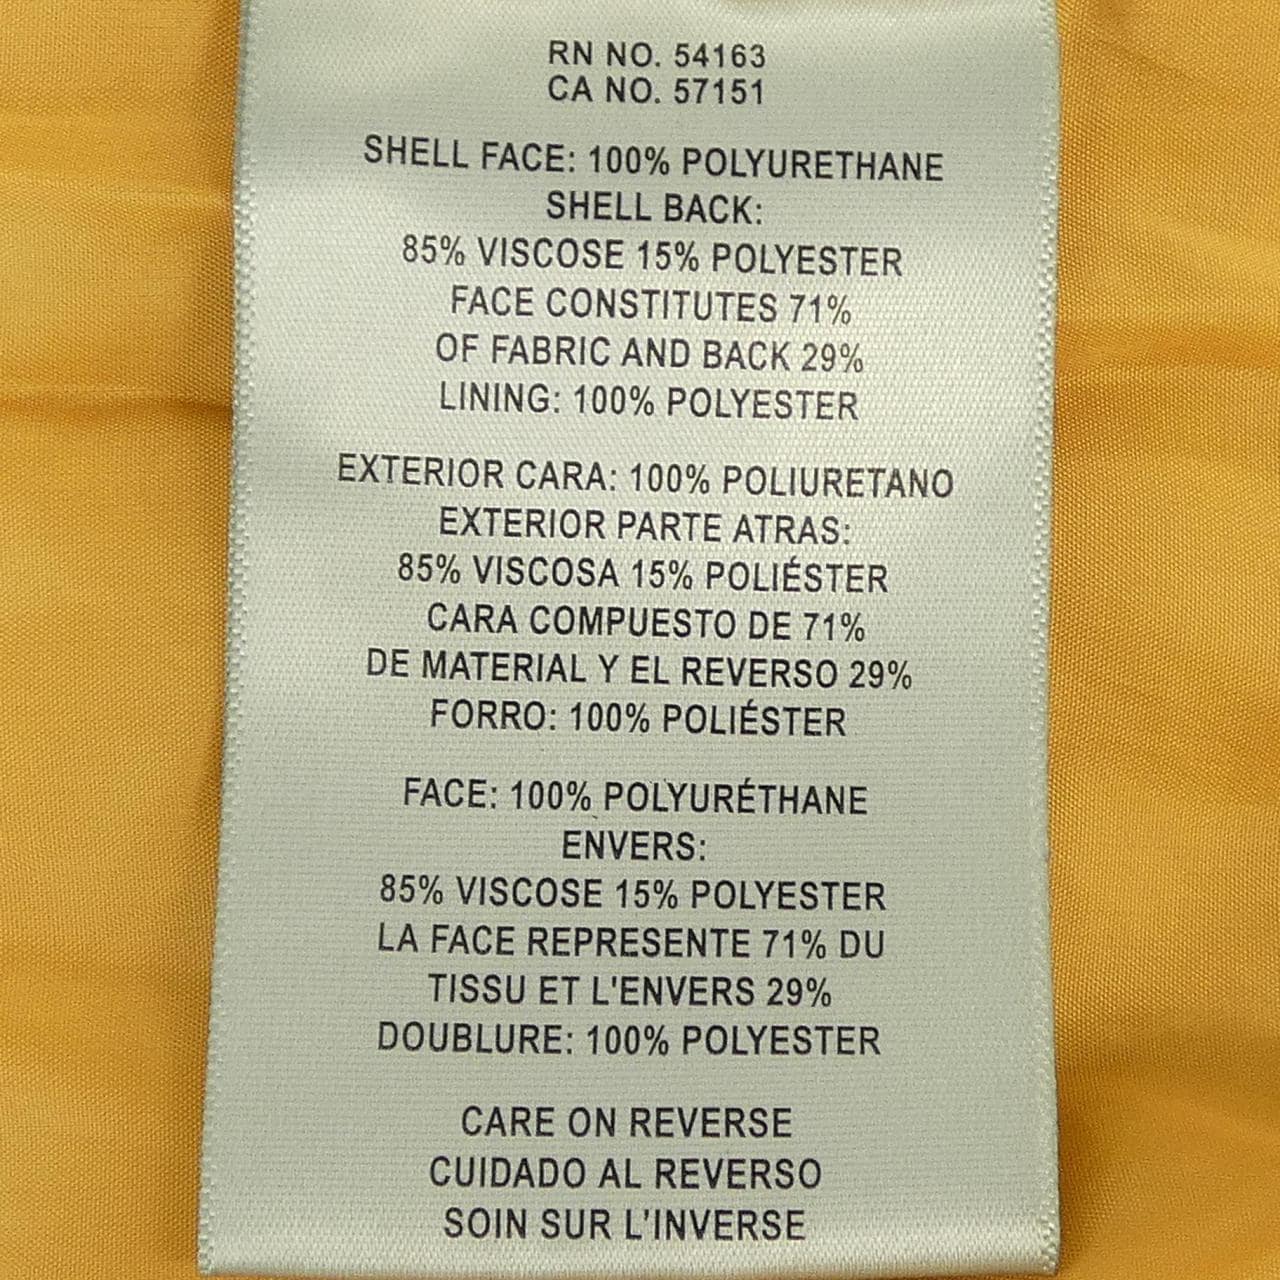 RN NO. 54163
CA NO. 57151
SHELL FACE: 100% POLYURETHANE
SHELL BACK:
85% VISCOSE 15% POLYESTER
FACE CONSTITUTES 71%
OF FABRIC AND BACK 29%
LINING: 100% POLYESTER
EXTERIOR CARA: 100% POLIURETANO
EXTERIOR PARTE ATRAS:
85% VISCOSA 15% POLIÉSTER
CARA COMPUESTO DE 71%
DE MATERIAL Y EL REVERSO 29%
FORRO: 100% POLIÉSTER
FACE: 100% POLYURÉTHANE
ENVERS:
85% VISCOSE 15% POLYESTER
LA FACE REPRESENTE 71% DU
TISSU ET L'ENVERS 29%
DOUBLURE: 100% POLYESTER
CARE ON REVERSE
CUIDADO AL REVERSO
SOIN SUR L'INVERSE